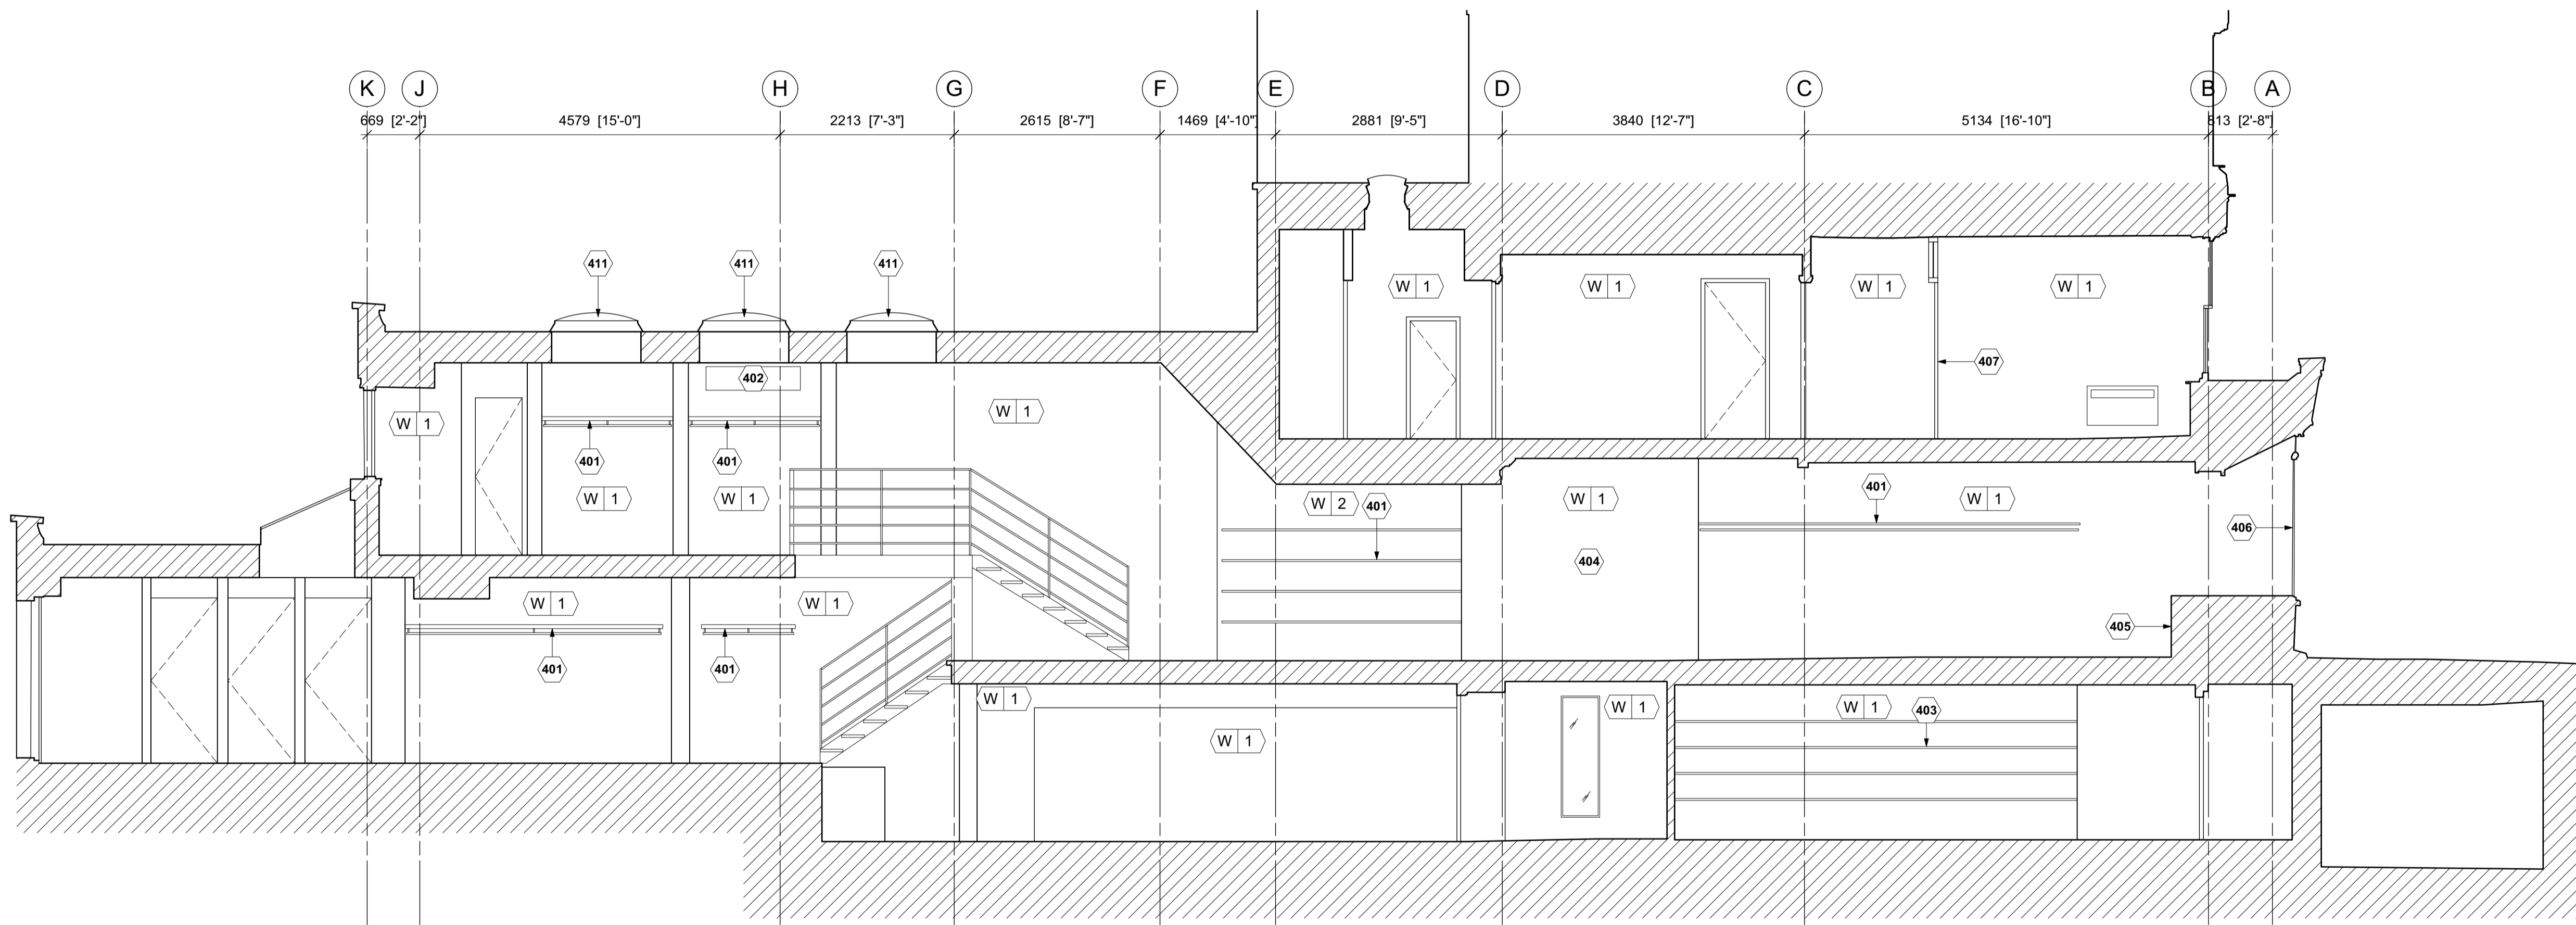 K J H G F E D C B A
669 [2'-2"] 4579 [15'-0"] 2213 [7'-3"] 2615 [8'-7"] 1469 [4'-10"] 2881 [9'-5"] 3840 [12'-7"] 5134 [16'-10"] 813 [2'-8"]
411 411 411
W 1 W 1 W 1 W 1
407
402
W 1 W 1
401 401
W 1 W 1 W 2 401 W 1 401 W 1
406
404
W 1 W 1
405
401 401
W 1 W 1 W 1 403
W 1